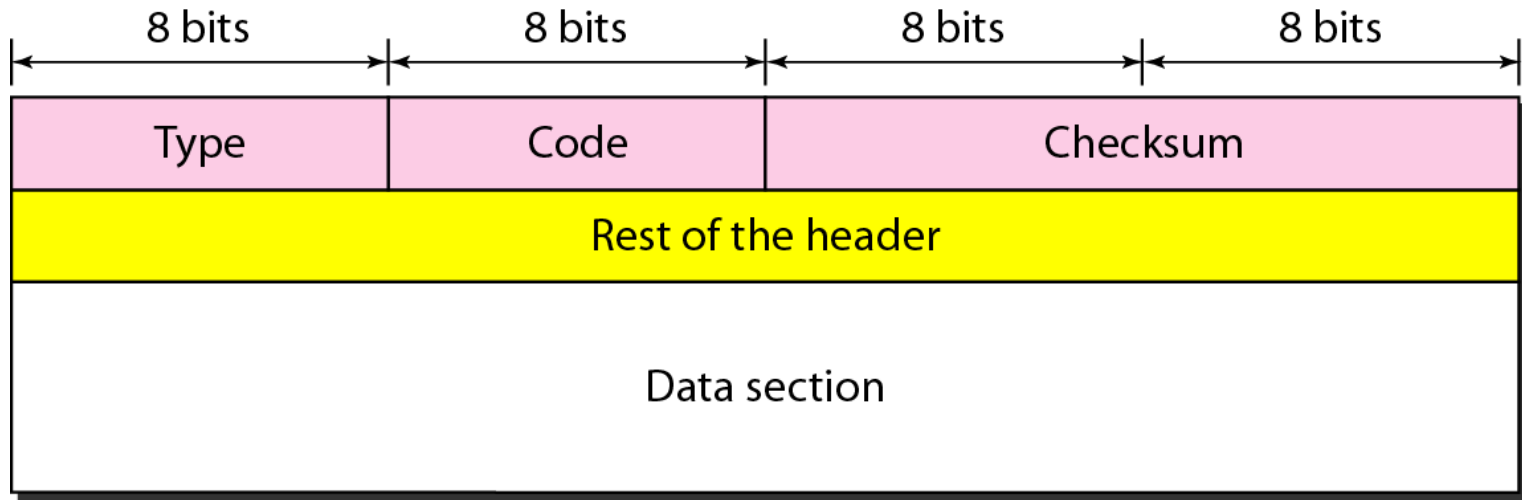 8 bits 8 bits 8 bits 8 bits
Type Code Checksum
Rest of the header
Data section